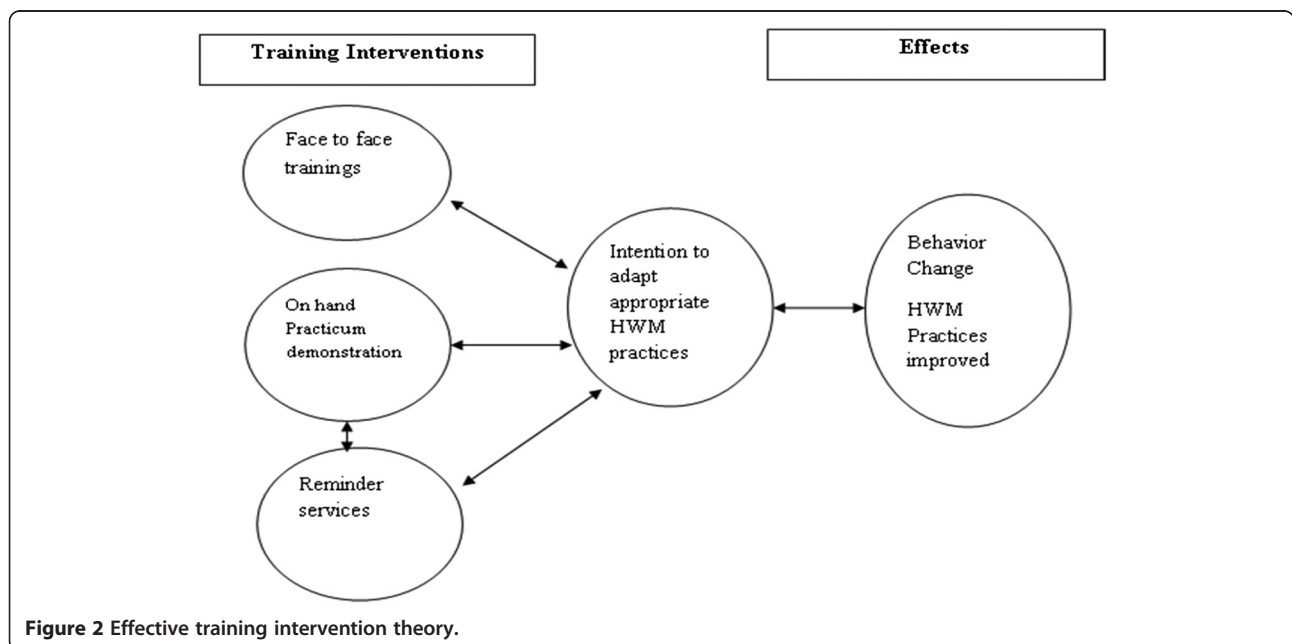 Training Interventions
Effects
Face to face
trainings
On hand
Practicum
demonstration
Reminder
services
Intention to
adapt
appropriate
HWM
practices
Behavior
Change
HWM
Practices
improved
Figure 2 Effective training intervention theory.